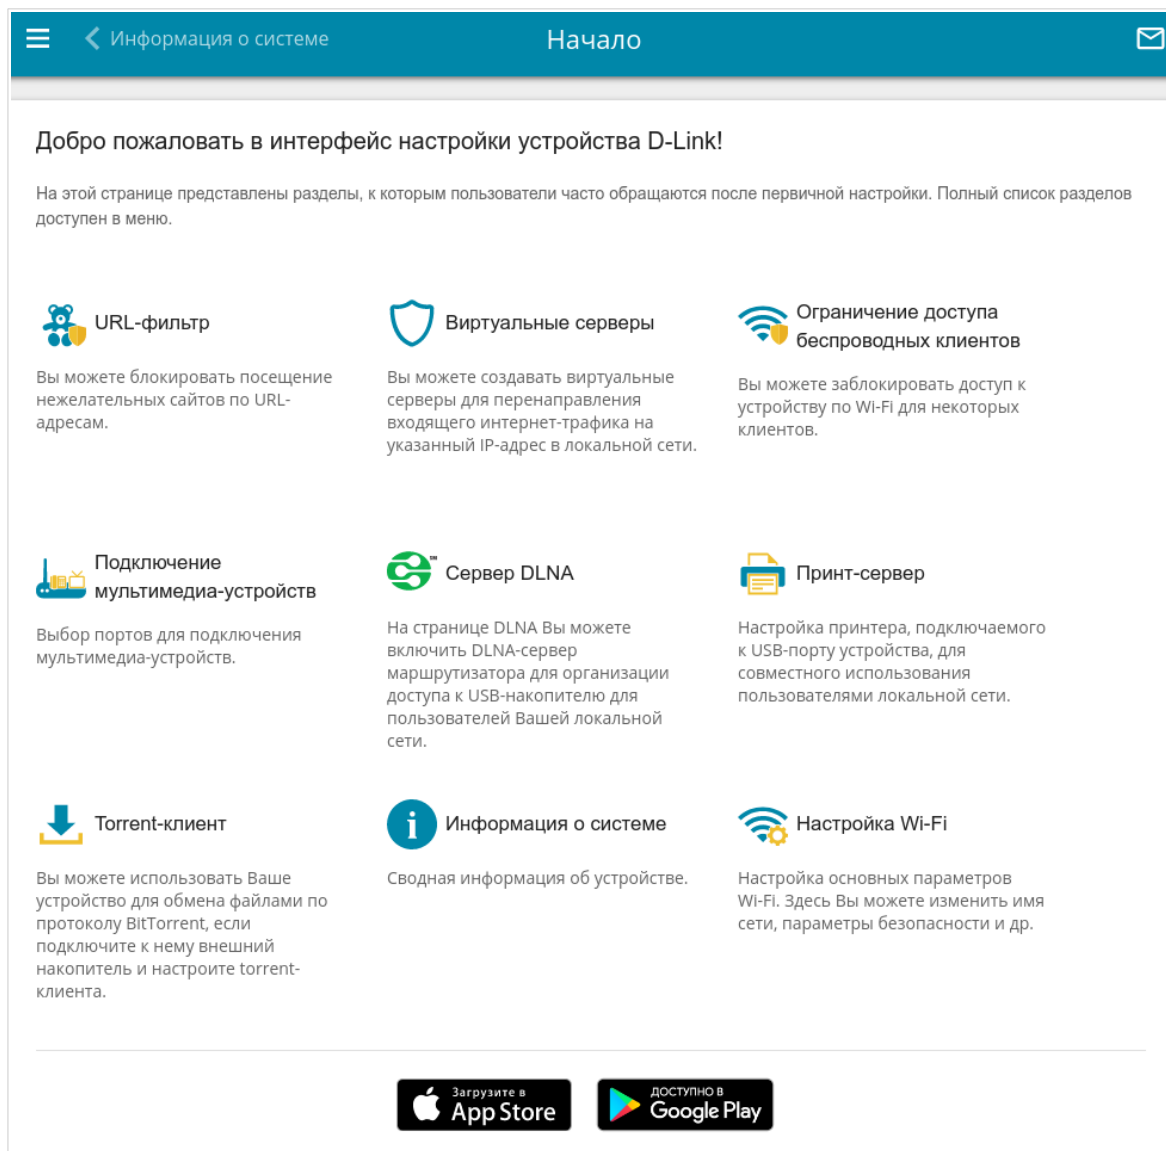 Информация о системе
Начало
Добро пожаловать в интерфейс настройки устройства D-Link!
На этой странице представлены разделы, к которым пользователи часто обращаются после первичной настройки. Полный список разделов
доступен в меню.
URL-фильтр
Вы можете блокировать посещение
нежелательных сайтов по URL-
адресам.
Виртуальные серверы
Вы можете создавать виртуальные
серверы для перенаправления
входящего интернет-трафика на
указанный IP-адрес в локальной сети.
Ограничение доступа
беспроводных клиентов
Вы можете заблокировать доступ к
устройству по Wi-Fi для некоторых
клиентов.
Подключение
мультимедиа-устройств
Выбор портов для подключения
мультимедиа-устройств.
Сервер DLNA
На странице DLNA Вы можете
включить DLNA-сервер
маршрутизатора для организации
доступа к USB-накопителю для
пользователей Вашей локальной
сети.
Принт-сервер
Настройка принтера, подключаемого
к USB-порту устройства, для
совместного использования
пользователями локальной сети.
Torrent-клиент
Вы можете использовать Ваше
устройство для обмена файлами по
протоколу BitTorrent, если
подключите к нему внешний
накопитель и настроите torrent-
клиента.
Информация о системе
Сводная информация об устройстве.
Настройка Wi-Fi
Настройка основных параметров
Wi-Fi. Здесь Вы можете изменить имя
сети, параметры безопасности и др.
Загрузите в
App Store
ДОСТУПНО В
Google Play